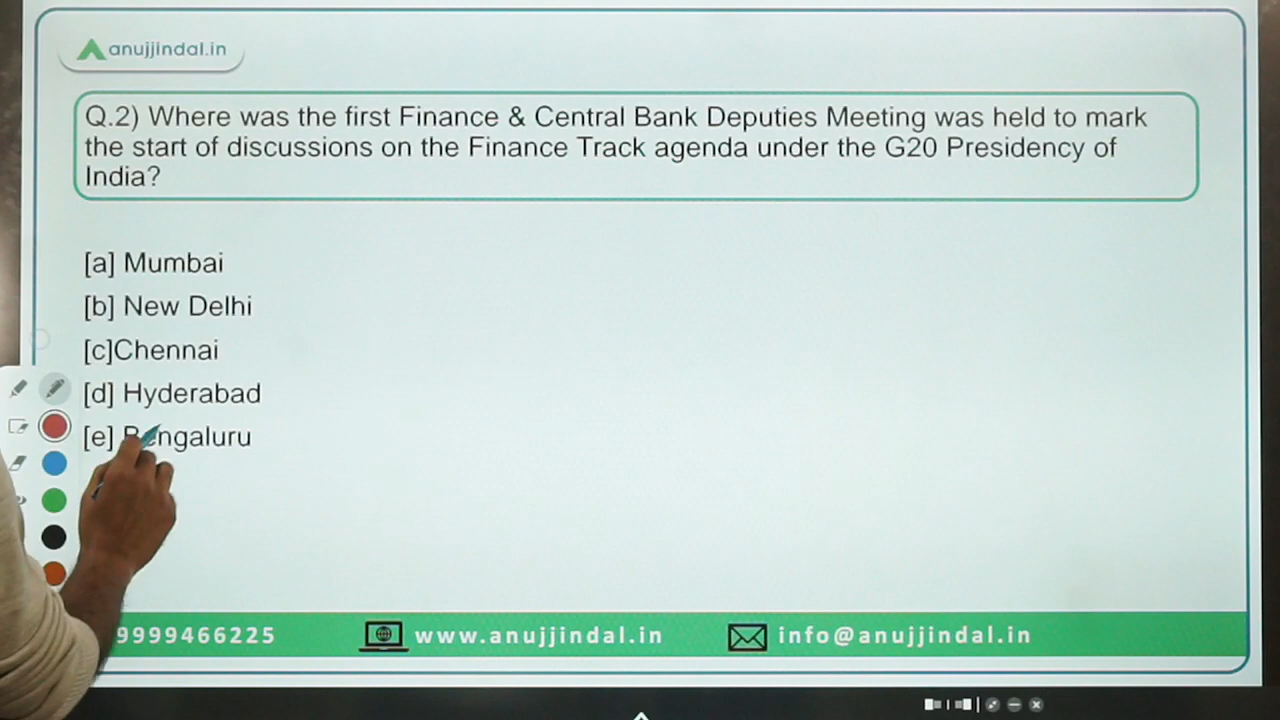 anujjindal.in
Q.2) Where was the first Finance & Central Bank Deputies Meeting was held to mark
the start of discussions on the Finance Track agenda under the G20 Presidency of
India?
[a] Mumbai
[b] New Delhi
[c]Chennai
[d] Hyderabad
[e] Bengaluru
9999466225
www.anujjindal.in
info@anujjindal.in